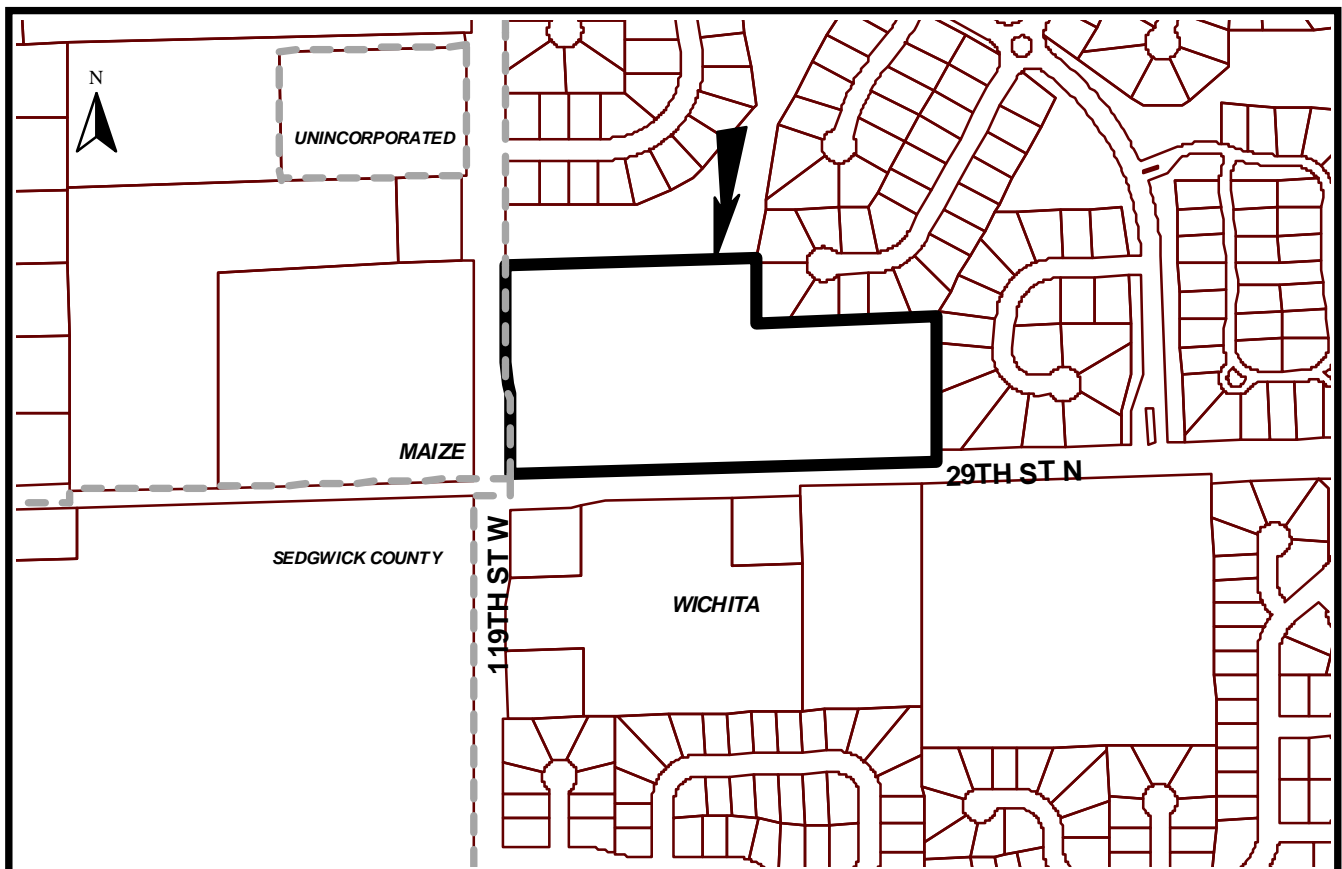 N
UNINCORPORATED
MAIZE
29TH ST N
SEDGWICK COUNTY
119TH ST W
WICHITA